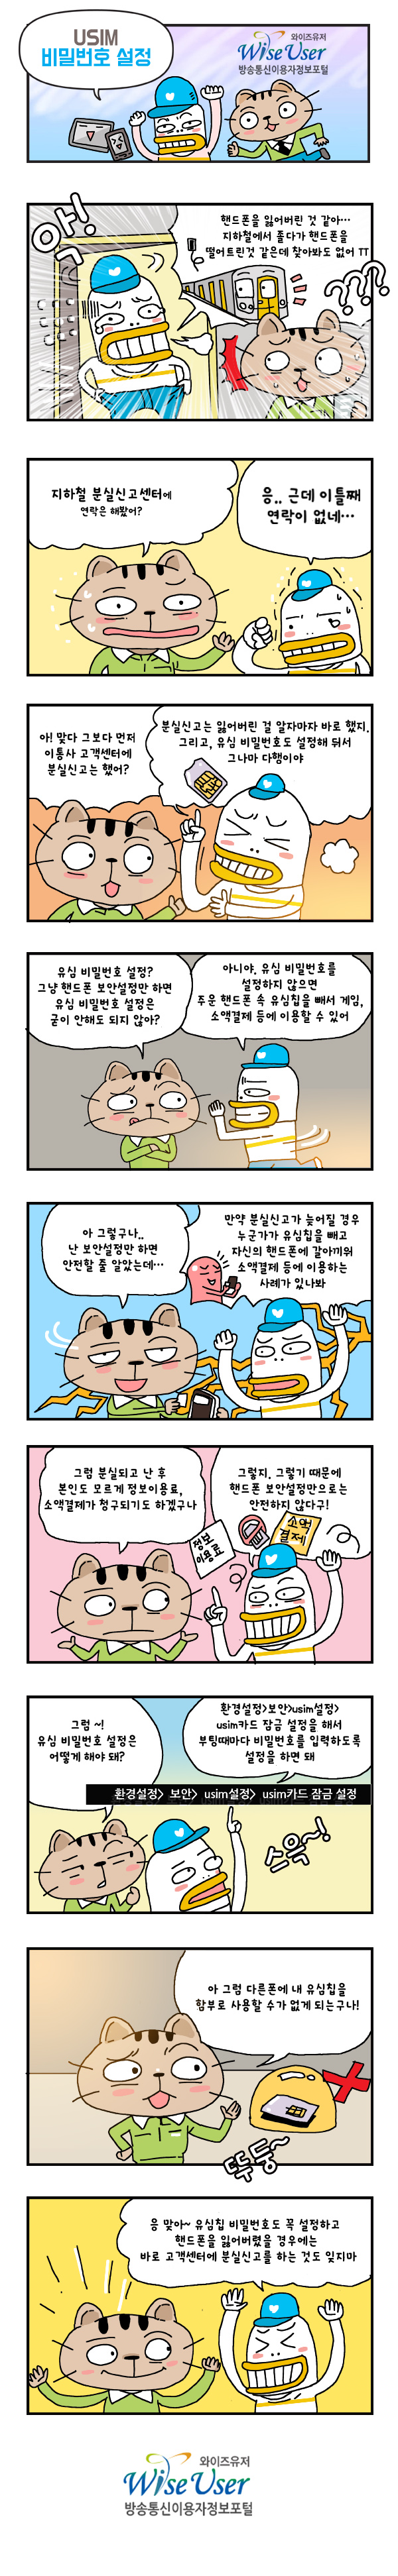 USIM
비밀번호 설정
와이즈유저
Wise User
방송통신이용자정보포털
악!
핸드폰을 잃어버린 것 같아…
지하철에서 졸다가 핸드폰을
떨어트린것 같은데 찾아봐도 없어 TT
????
지하철 분실신고센터에
연락은 해봤어?
응.. 근데 이틀째
연락이 없네…
아! 맞다 그보다 먼저
이통사 고객센터에
분실신고는 했어?
분실신고는 잃어버린 걸 알자마자 바로 했지.
그리고, 유심 비밀번호도 설정해 둬서
그나마 다행이야
유심 비밀번호 설정?
그냥 핸드폰 보안설정만 하면
유심 비밀번호 설정은
굳이 안해도 되지 않아?
아니야. 유심 비밀번호를
설정하지 않으면
주운 핸드폰 속 유심칩을 빼서 게임,
소액결제 등에 이용할 수 있어
아 그렇구나..
난 보안설정만 하면
안전할 줄 알았는데…
만약 분실신고가 늦어질 경우
누군가가 유심칩을 빼고
자신의 핸드폰에 갈아끼워
소액결제 등에 이용하는
사례가 있나봐
그럼 분실되고 난 후
본인도 모르게 정보이용료,
소액결제가 청구되기도 하겠구나
그렇지. 그렇기 때문에
핸드폰 보안설정만으로는
안전하지 않다구!
정보
이용료
소액
결제
그럼 ~!
유심 비밀번호 설정은
어떻게 해야 돼?
환경설정>보안>usim설정>
usim카드 잠금 설정을 해서
부팅때마다 비밀번호를 입력하도록
설정을 하면 돼
환경설정> 보안> usim설정> usim카드 잠금 설정
스윽~!
아 그럼 다른폰에 내 유심칩을
함부로 사용할 수가 없게 되는구나!
뚜둥~
응 맞아~ 유심칩 비밀번호도 꼭 설정하고
핸드폰을 잃어버렸을 경우에는
바로 고객센터에 분실신고를 하는 것도 잊지마
와이즈유저
Wise User
방송통신이용자정보포털